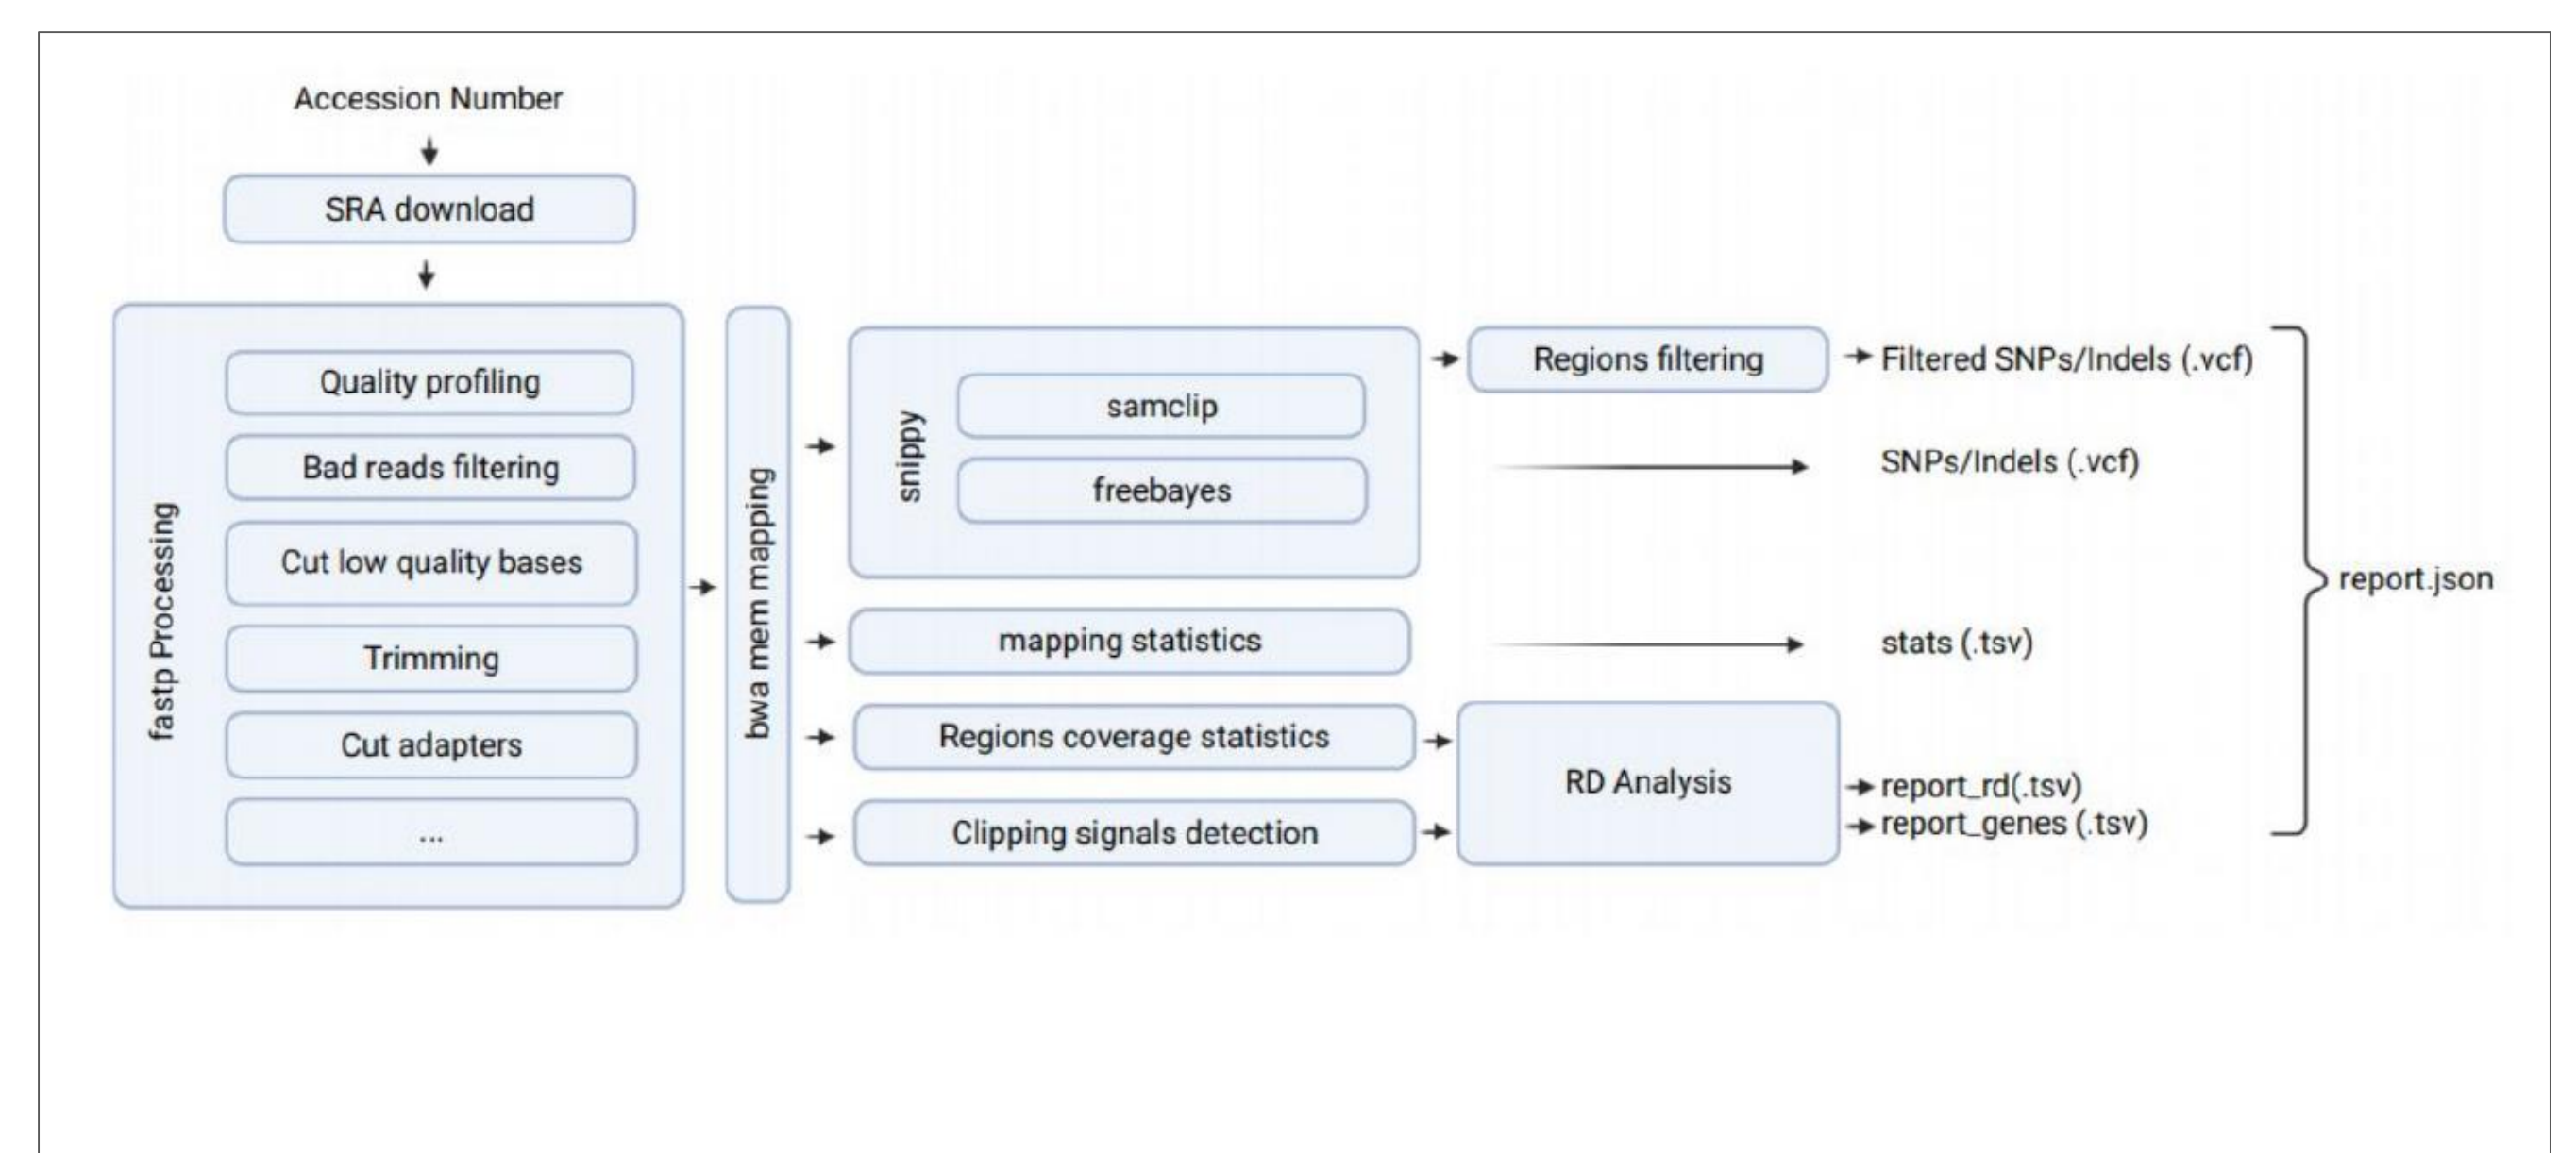 Accession Number
SRA download
fastp Processing
Quality profiling
Bad reads filtering
Cut low quality bases
Trimming
Cut adapters
...
bwa mem mapping
snippy
samclip
freebayes
mapping statistics
Regions coverage statistics
Clipping signals detection
Regions filtering
RD Analysis
Filtered SNPs/Indels (.vcf)
SNPs/Indels (.vcf)
stats (.tsv)
report_rd(.tsv)
report_genes (.tsv)
report.json